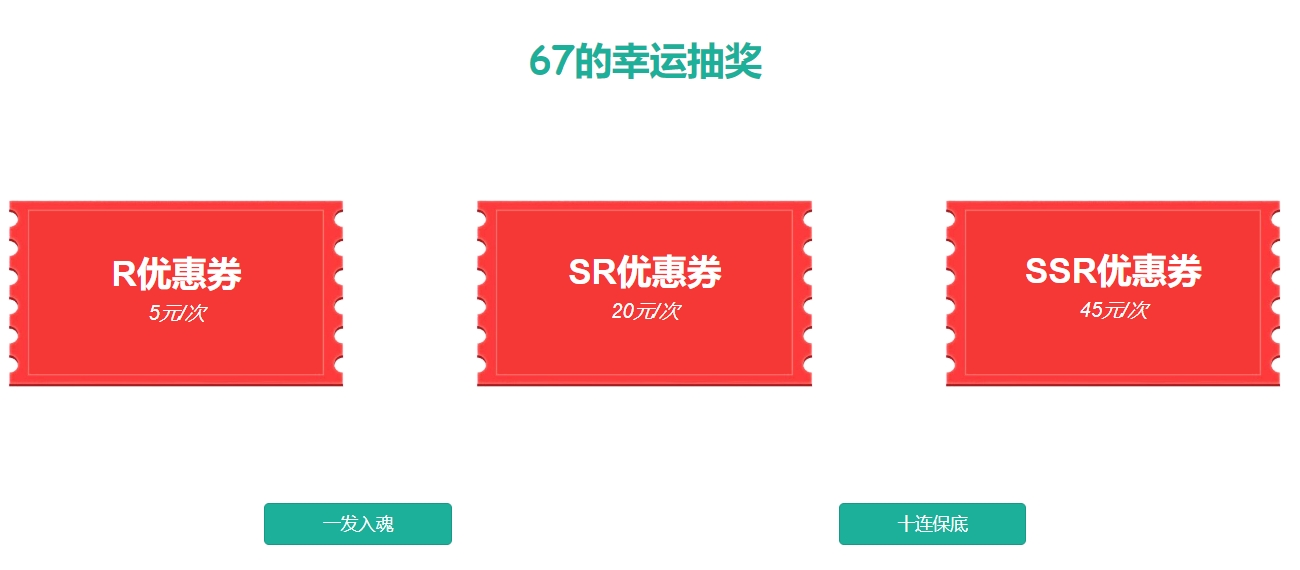 67的幸运抽奖
R优惠券
5元/次
SR优惠券
20元/次
SSR优惠券
45元/次
一发入魂
十连保底